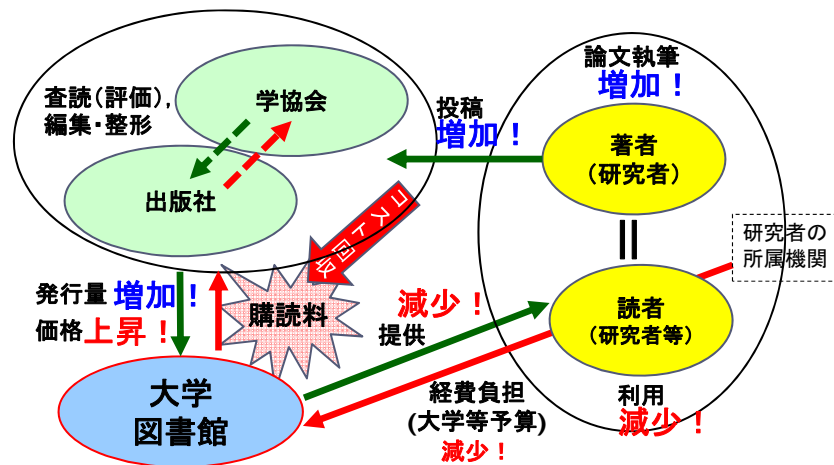 査読(評価),
編集・整形
学協会
出版社
投稿
増加！
論文執筆
増加！
著者
(研究者)
研究者の
所属機関
読者
(研究者等)
利用
減少！
コスト回収
購読料
発行量 増加！
価格上昇！
減少！
提供
大学
図書館
経費負担
(大学等予算)
減少！